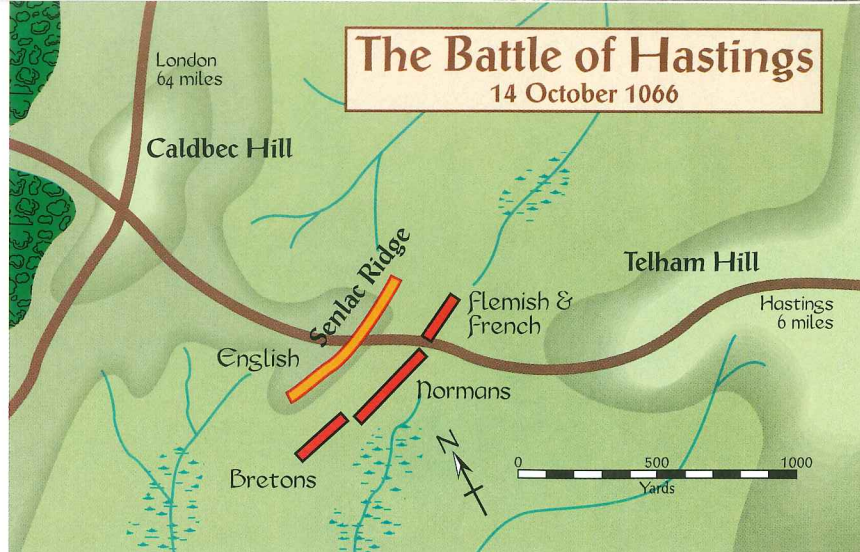 The Battle of Hastings
14 October 1066
London
64 miles
Caldbec Hill
Senlac Ridge
Telham Hill
Hastings
6 miles
Flemish &
French
English
Normans
Bretons
N
0 500 1000
Yards